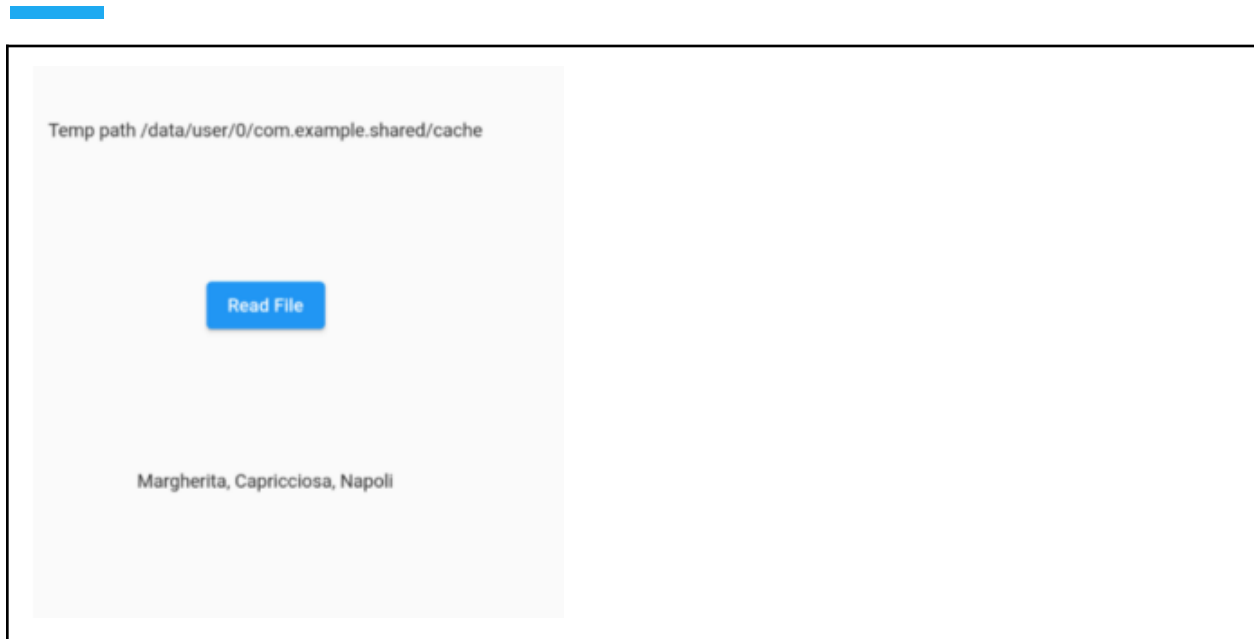 Temp path /data/user/0/com.example.shared/cache
Read File
Margherita, Capricciosa, Napoli